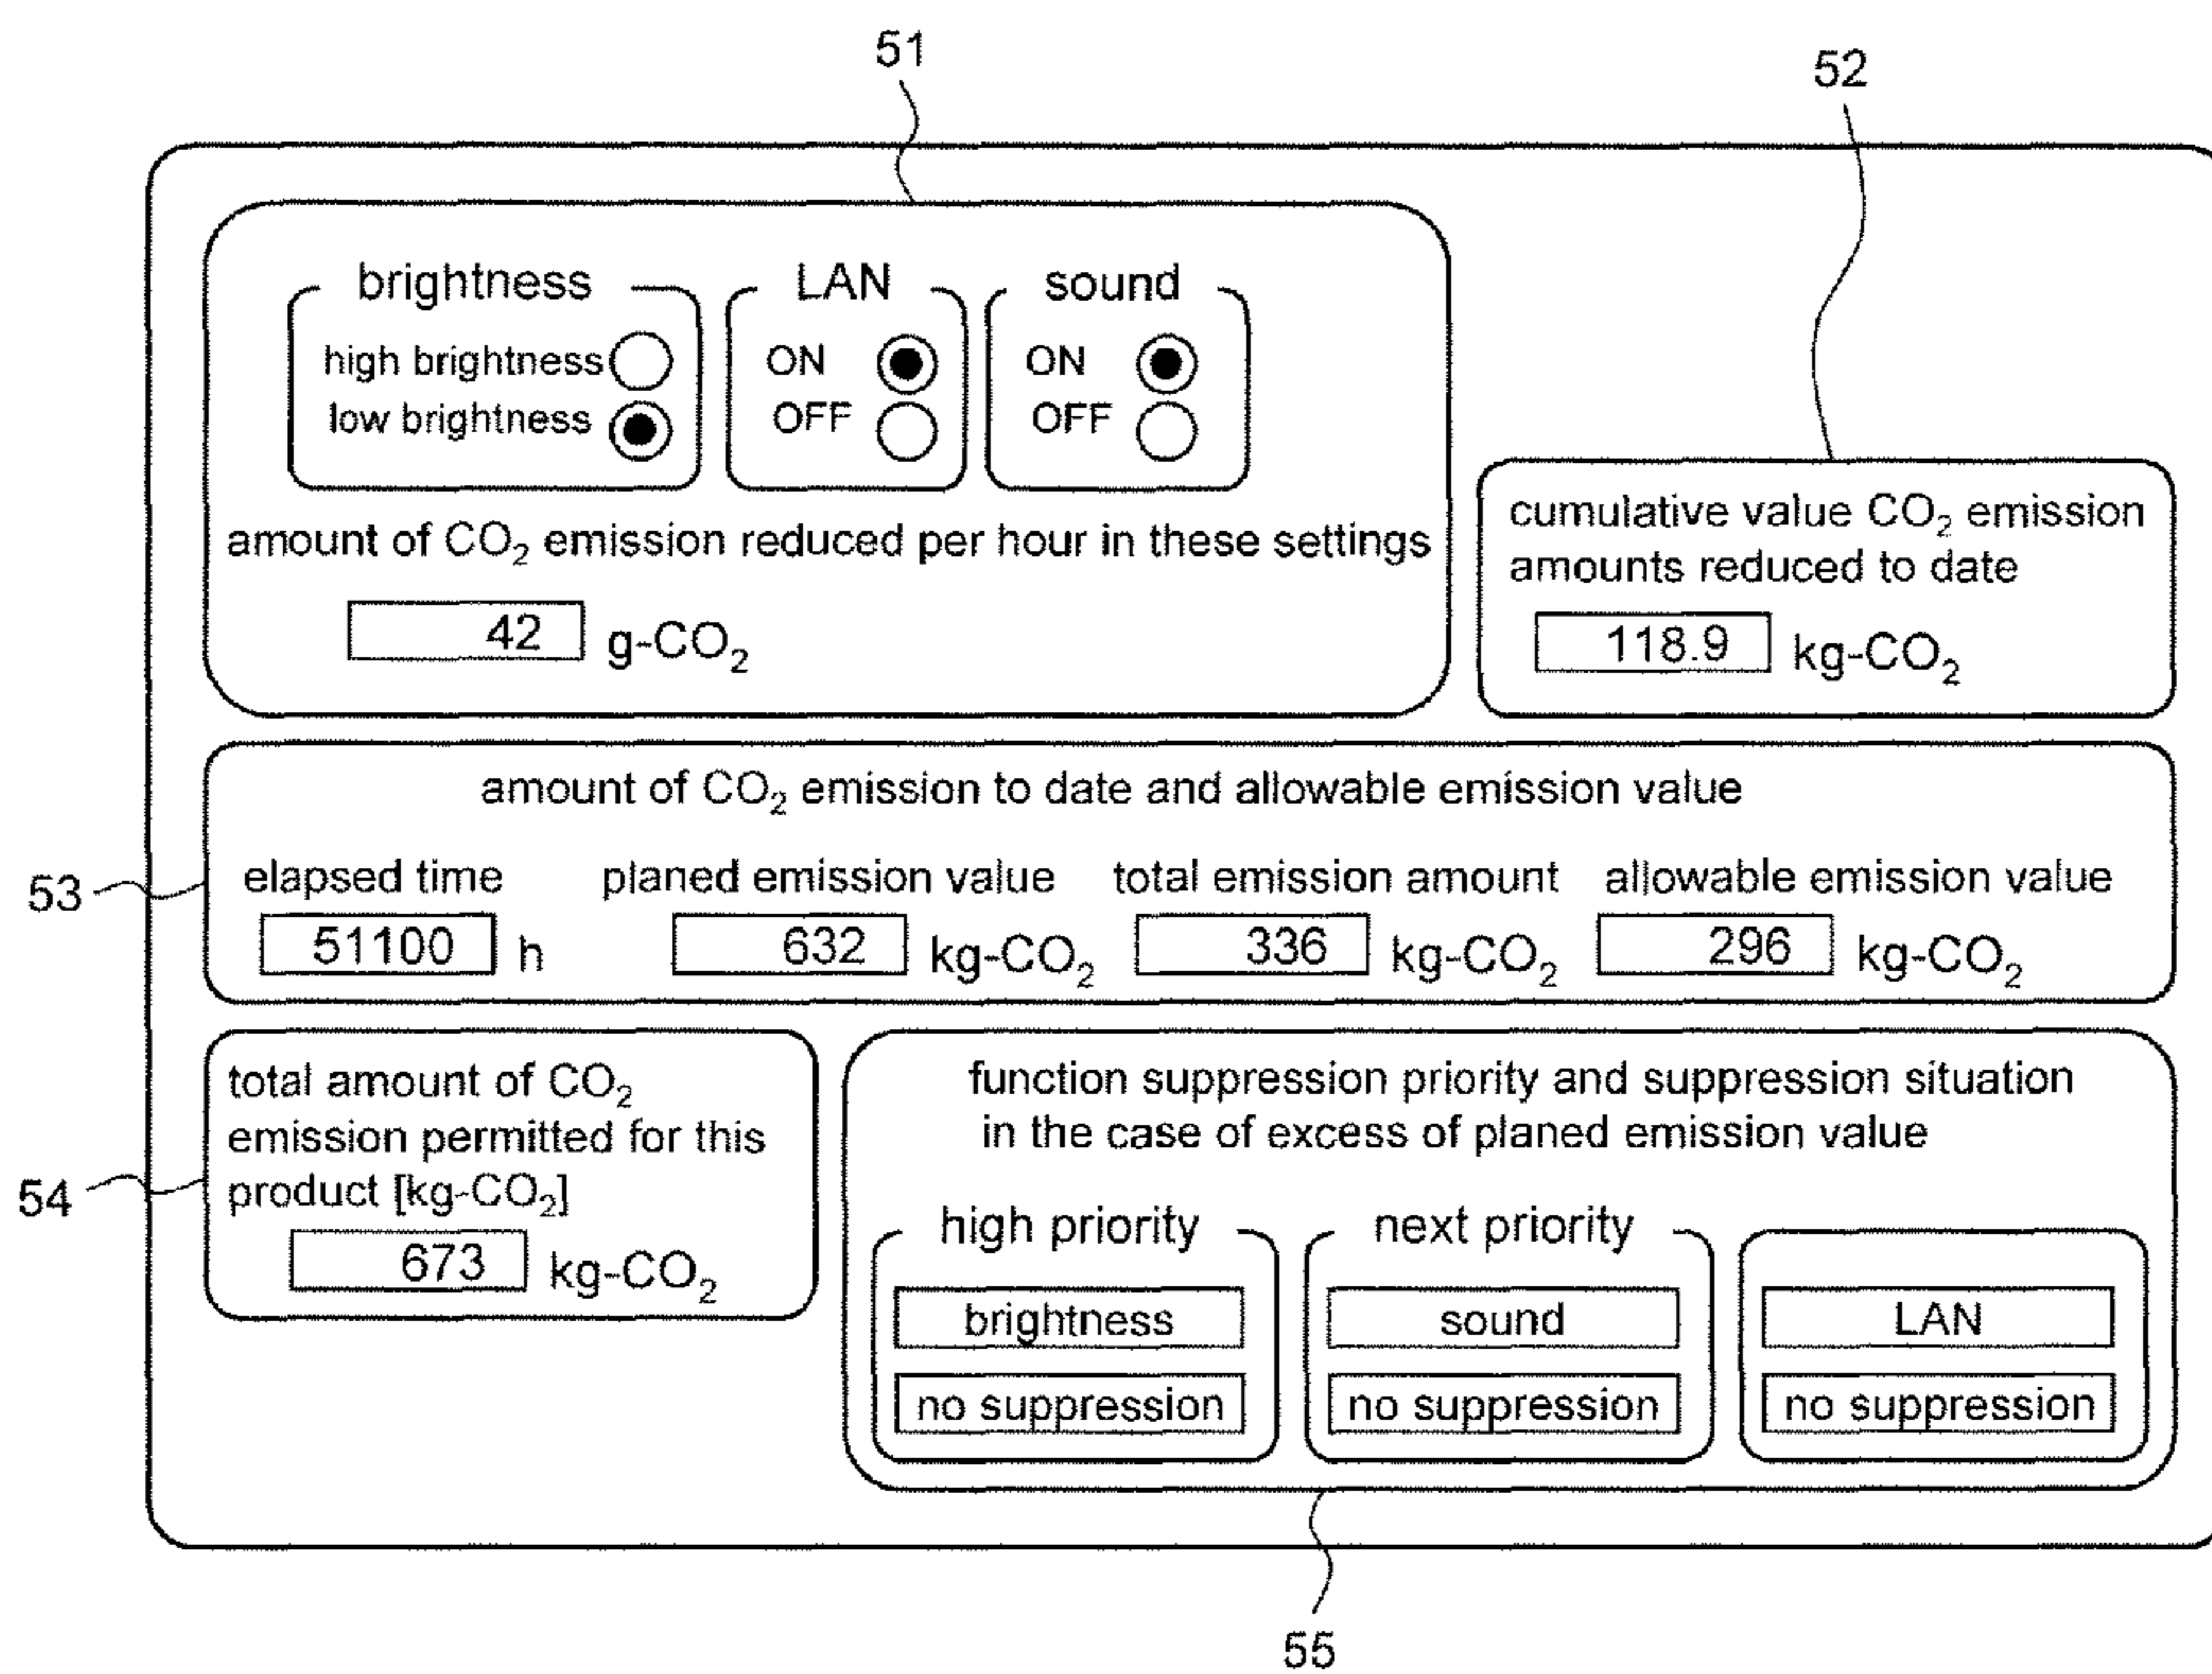 51
52
brightness
high brightness
low brightness
LAN
ON
OFF
sound
ON
OFF
amount of CO₂ emission reduced per hour in these settings
42 g-CO₂
cumulative value CO₂ emission
amounts reduced to date
118.9 kg-CO₂
53
amount of CO₂ emission to date and allowable emission value
elapsed time planed emission value total emission amount allowable emission value
51100 h 632 kg-CO₂ 336 kg-CO₂ 296 kg-CO₂
54
total amount of CO₂
emission permitted for this
product [kg-CO₂]
673 kg-CO₂
function suppression priority and suppression situation
in the case of excess of planed emission value
high priority next priority
brightness sound LAN
no suppression no suppression no suppression
55